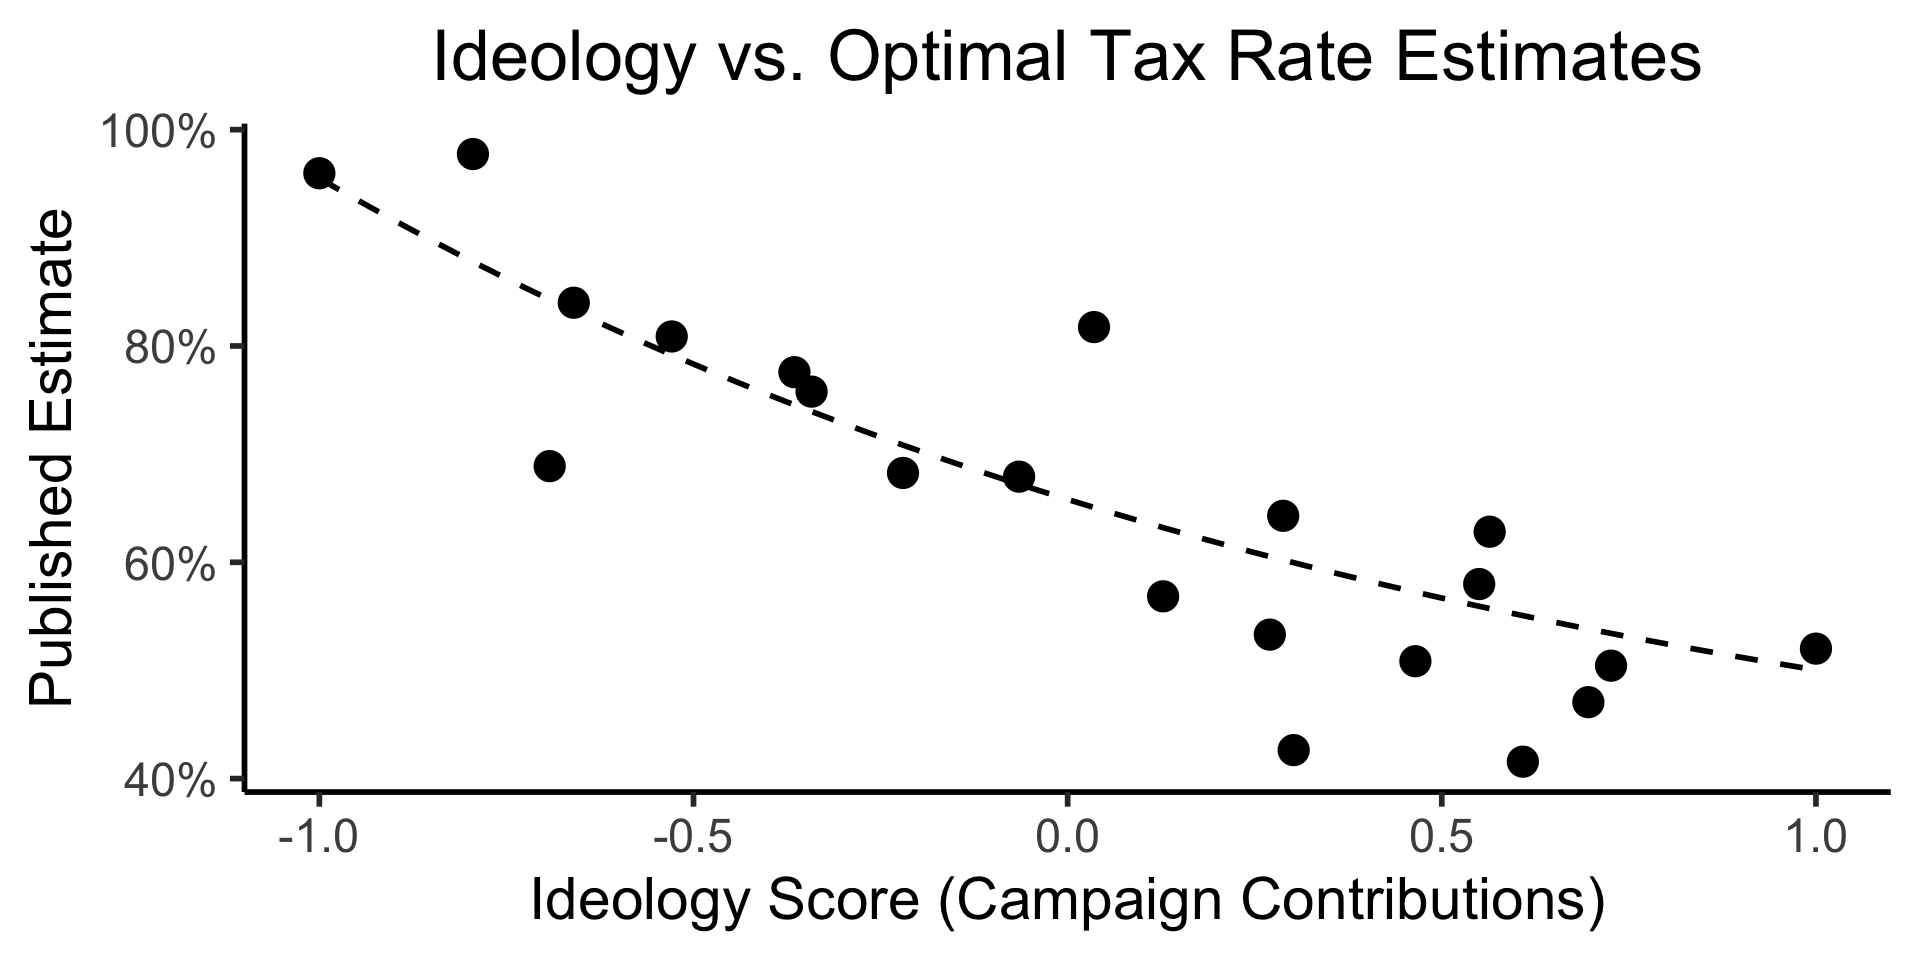 Ideology vs. Optimal Tax Rate Estimates
Published Estimate
100%
80%
60%
40%
-1.0 -0.5 0.0 0.5 1.0
Ideology Score (Campaign Contributions)